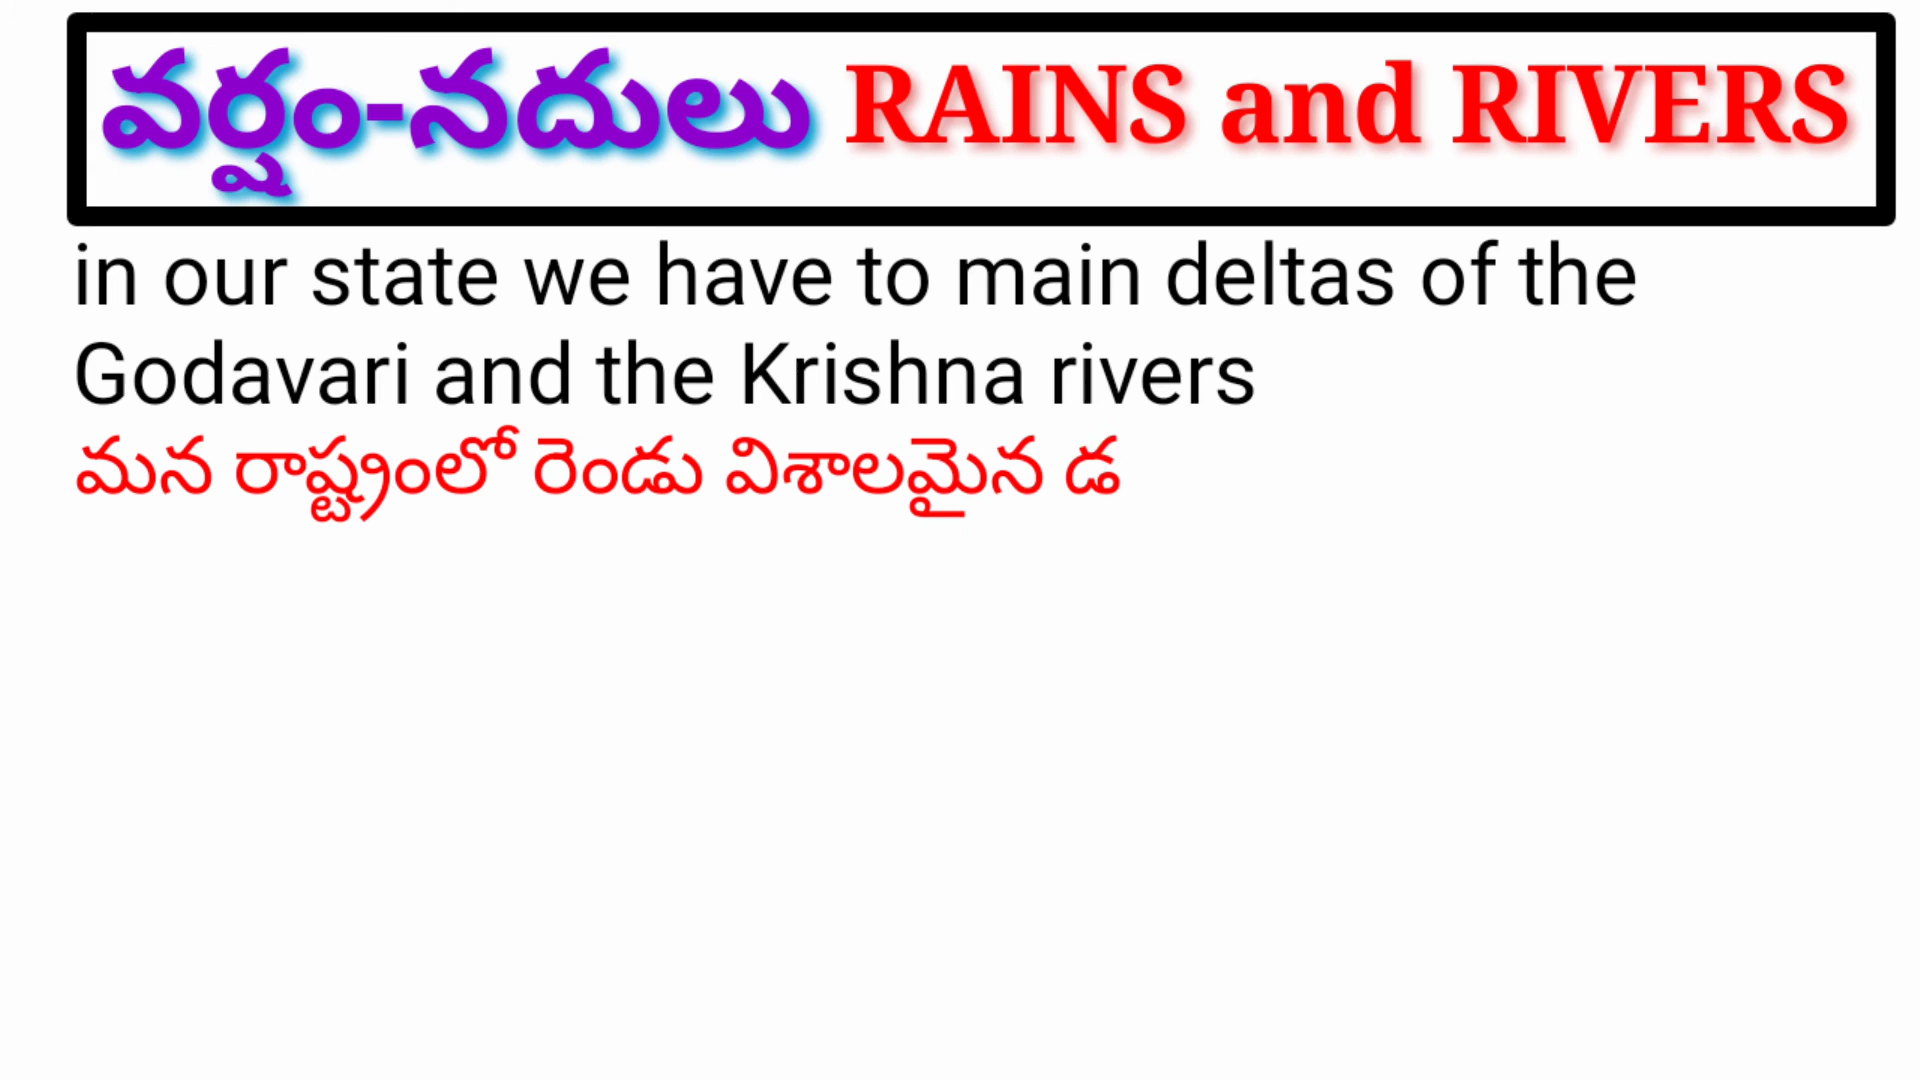 వర్షం-నదులు RAINS and RIVERS
in our state we have to main deltas of the
Godavari and the Krishna rivers
మన రాష్ట్రంలో రెండు విశాలమైన డ